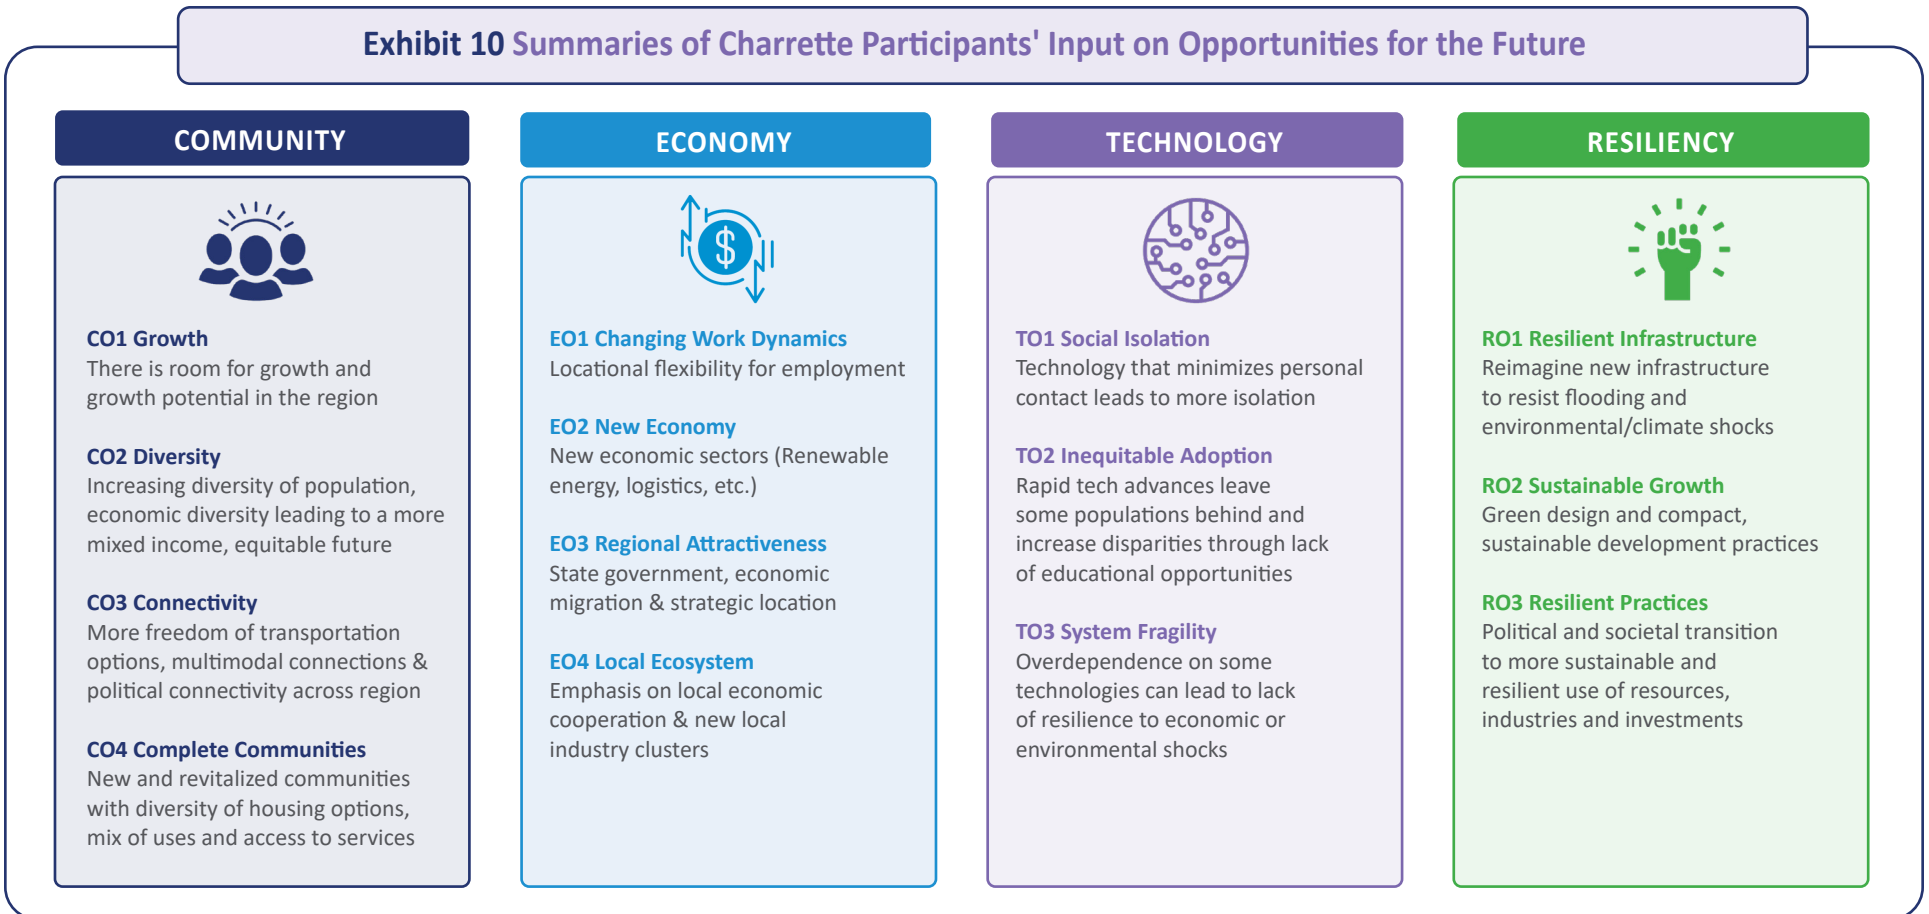 Exhibit 10 Summaries of Charrette Participants' Input on Opportunities for the Future
COMMUNITY
CO1 Growth
There is room for growth and
growth potential in the region
CO2 Diversity
Increasing diversity of population,
economic diversity leading to a more
mixed income, equitable future
CO3 Connectivity
More freedom of transportation
options, multimodal connections &
political connectivity across region
CO4 Complete Communities
New and revitalized communities
with diversity of housing options,
mix of uses and access to services
ECONOMY
$
EO1 Changing Work Dynamics
Locational flexibility for employment
EO2 New Economy
New economic sectors (Renewable
energy, logistics, etc.)
EO3 Regional Attractiveness
State government, economic
migration & strategic location
EO4 Local Ecosystem
Emphasis on local economic
cooperation & new local
industry clusters
TECHNOLOGY
TO1 Social Isolation
Technology that minimizes personal
contact leads to more isolation
TO2 Inequitable Adoption
Rapid tech advances leave
some populations behind and
increase disparities through lack
of educational opportunities
TO3 System Fragility
Overdependence on some
technologies can lead to lack
of resilience to economic or
environmental shocks
RESILIENCY
RO1 Resilient Infrastructure
Reimagine new infrastructure
to resist flooding and
environmental/climate shocks
RO2 Sustainable Growth
Green design and compact,
sustainable development practices
RO3 Resilient Practices
Political and societal transition
to more sustainable and
resilient use of resources,
industries and investments